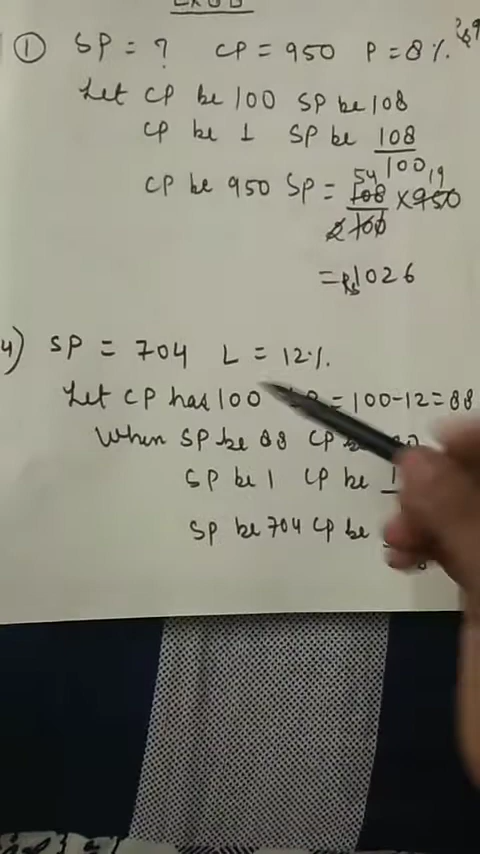 ① SP = ? CP = 950 P = 8%.
Let CP be 100 SP be 108
CP be 1 SP be 108/100
CP be 950 SP = 108/100 × 950
54 19
2
= Rs 1026
4) SP = 704 L = 12%.
Let CP has 100 = 100-12 = 88
When SP be 88 CP
SP be 1 CP be
SP be 704 CP be